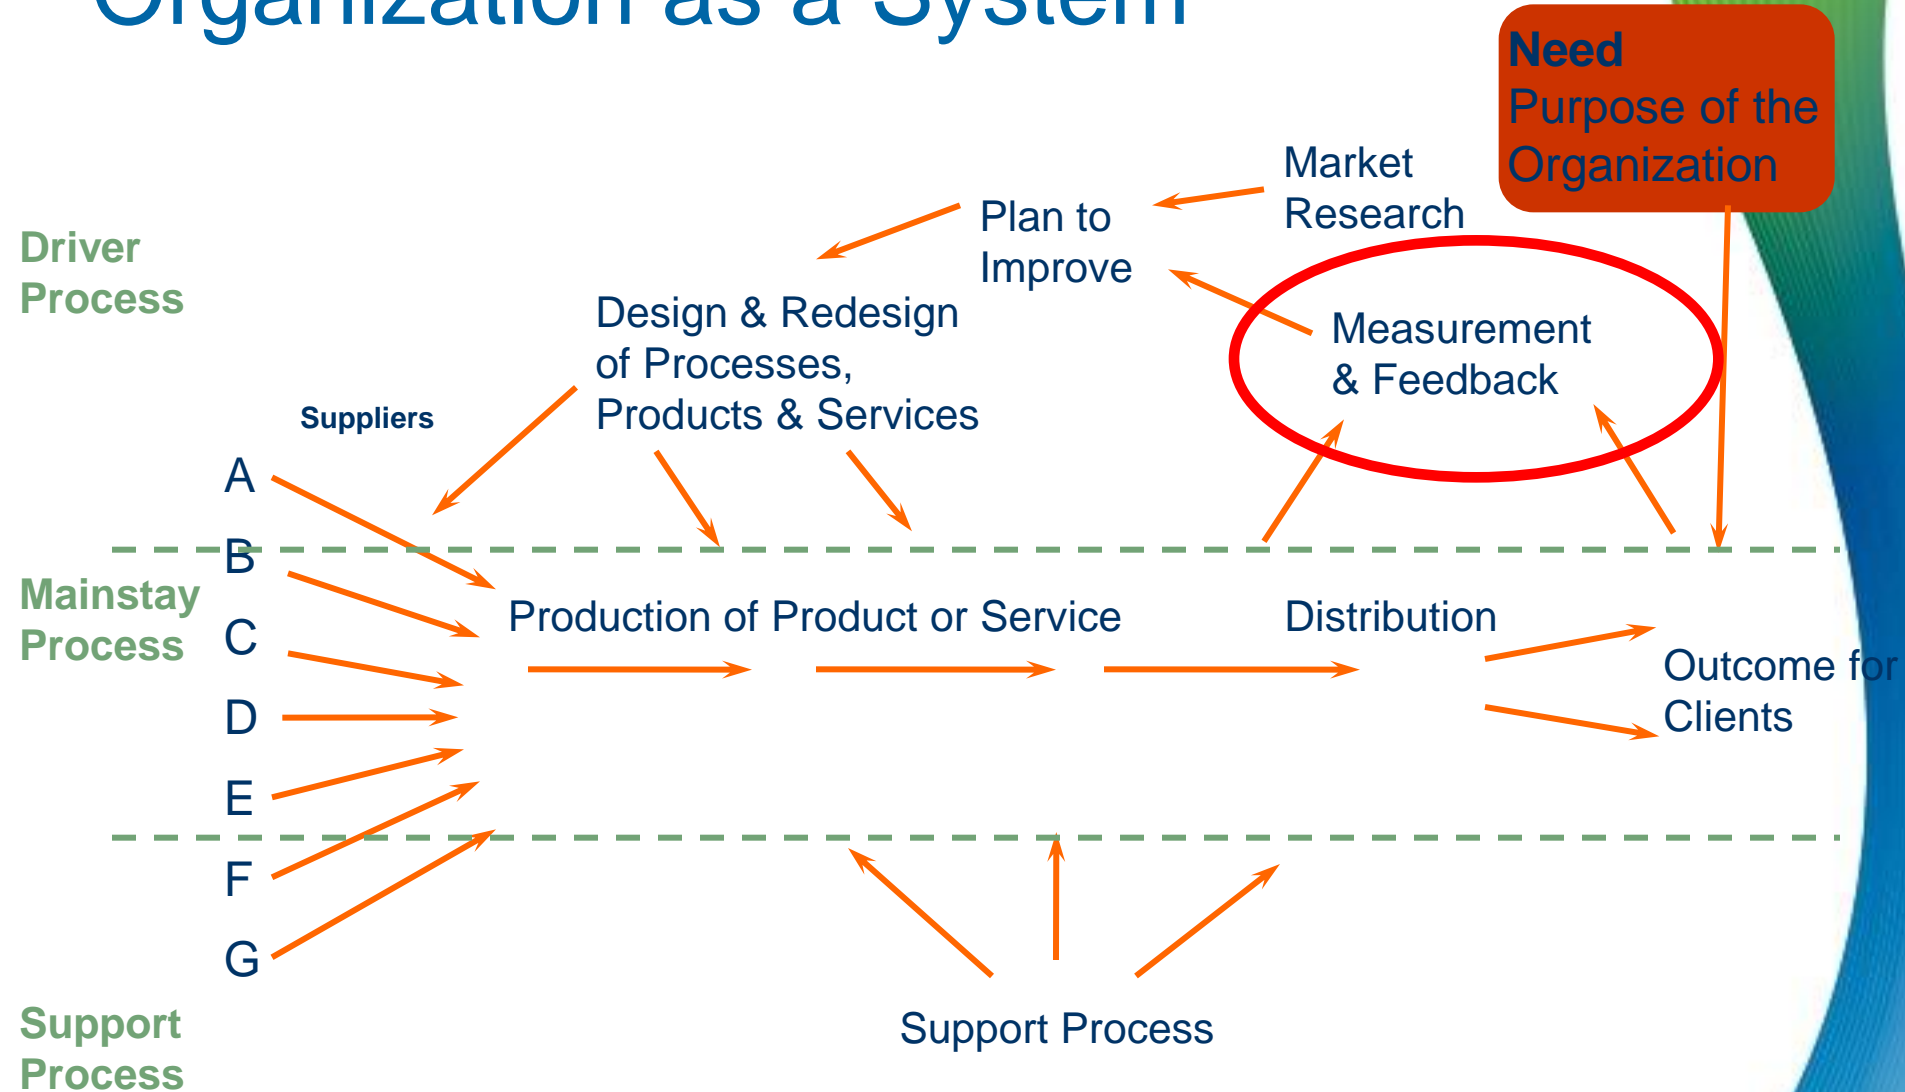 Organization as a System
Need
Purpose of the
Organization
Market
Research
Plan to
Improve
Driver
Process
Measurement
& Feedback
Design & Redesign
of Processes,
Products & Services
Suppliers
A
B
C
D
E
F
G
Mainstay
Process
Production of Product or Service
Distribution
Outcome for
Clients
Support
Process
Support Process